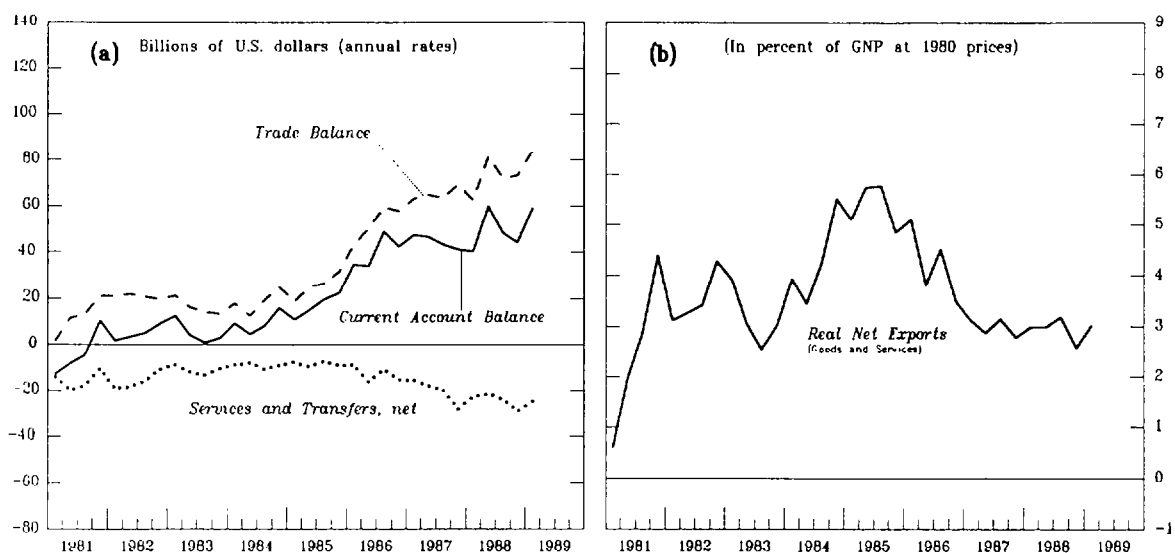 (a) Billions of U.S. dollars (annual rates)
140
120
100
80
60
40
20
0
-20
-40
-60
-80
Trade Balance
Current Account Balance
Services and Transfers, net
1981 1982 1983 1984 1985 1986 1987 1988 1989
(b) (In percent of GNP at 1980 prices)
Real Net Exports
(Goods and Services)
9
8
7
6
5
4
3
2
1
0
-1
1981 1982 1983 1984 1985 1986 1987 1988 1989